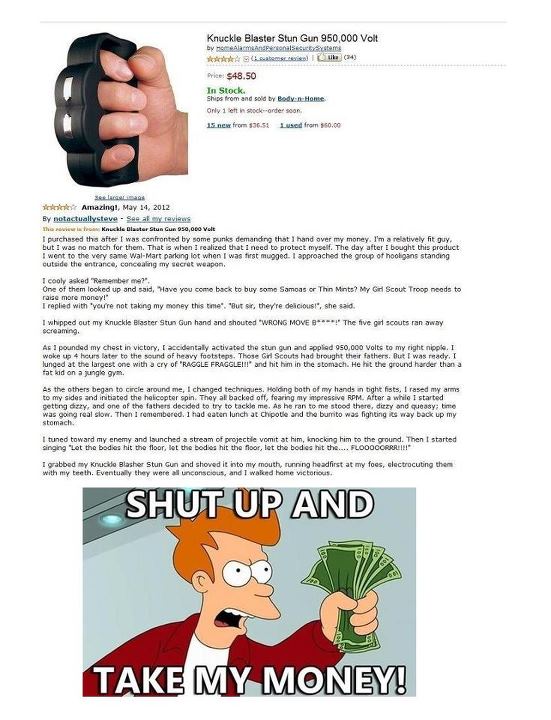 Knuckle Blaster Stun Gun 950,000 Volt
by HomeAlarmsAndPersonalSecuritySystems
(1 customer review) | Like (34)
Price: $48.50
In Stock.
Ships from and sold by Body-n-Home.
Only 1 left in stock--order soon.
15 new from $36.51 1 used from $60.00
See larger image
Amazing!, May 14, 2012
By notactuallysteve - See all my reviews
This review is from: Knuckle Blaster Stun Gun 950,000 Volt
I purchased this after I was confronted by some punks demanding that I hand over my money. I'm a relatively fit guy,
but I was no match for them. That is when I realized that I need to protect myself. The day after I bought this product
I went to the very same Wal-Mart parking lot when I was first mugged. I approached the group of hooligans standing
outside the entrance, concealing my secret weapon.
I cooly asked "Remember me?".
One of them looked up and said, "Have you come back to buy some Samoas or Thin Mints? My Girl Scout Troop needs to
raise more money!"
I replied with "you're not taking my money this time". "But sir, they're delicious!", she said.
I whipped out my Knuckle Blaster Stun Gun hand and shouted "WRONG MOVE B****!" The five girl scouts ran away
screaming.
As I pounded my chest in victory, I accidentally activated the stun gun and applied 950,000 Volts to my right nipple. I
woke up 4 hours later to the sound of heavy footsteps. Those Girl Scouts had brought their fathers. But I was ready. I
lunged at the largest one with a cry of "RAGGLE FRAGGLE!!!" and hit him in the stomach. He hit the ground harder than a
fat kid on a jungle gym.
As the others began to circle around me, I changed techniques. Holding both of my hands in tight fists, I rased my arms
to my sides and initiated the helicopter spin. They all backed off, fearing my impressive RPM. After a while I started
getting dizzy, and one of the fathers decided to try to tackle me. As he ran to me stood there, dizzy and queasy; time
was going real slow. Then I remembered. I had eaten lunch at Chipotle and the burrito was fighting its way back up my
stomach.
I tuned toward my enemy and launched a stream of projectile vomit at him, knocking him to the ground. Then I started
singing "Let the bodies hit the floor, let the bodies hit the floor, let the bodies hit the.... FLOOOOORRR!!!!"
I grabbed my Knuckle Blasher Stun Gun and shoved it into my mouth, running headfirst at my foes, electrocuting them
with my teeth. Eventually they were all unconscious, and I walked home victorious.
SHUT UP AND
TAKE MY MONEY!